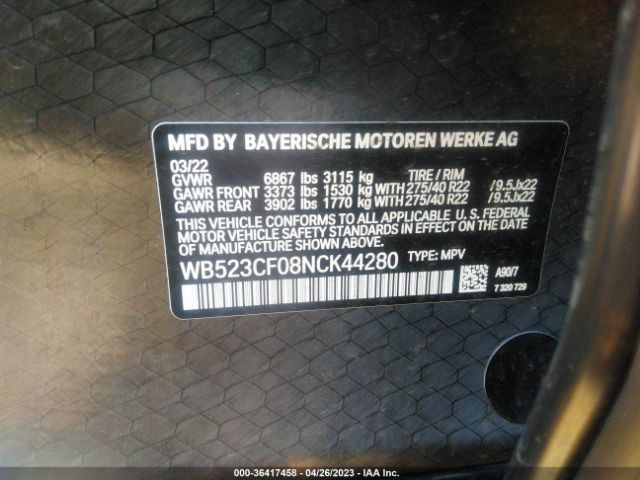 MFD BY BAYERISCHE MOTOREN WERKE AG
03/22
GVWR 6867 lbs 3115 kg TIRE / RIM
GAWR FRONT 3373 lbs 1530 kg WITH 275/40 R22 / 9.5Jx22
GAWR REAR 3902 lbs 1770 kg WITH 275/40 R22 / 9.5Jx22
THIS VEHICLE CONFORMS TO ALL APPLICABLE U. S. FEDERAL
MOTOR VEHICLE SAFETY STANDARDS IN EFFECT ON THE DATE
OF MANUFACTURE SHOWN ABOVE.
WB523CF08NCK44280 TYPE: MPV
A90/7
7 320 729
000-36417458 - 04/26/2023 - IAA Inc.